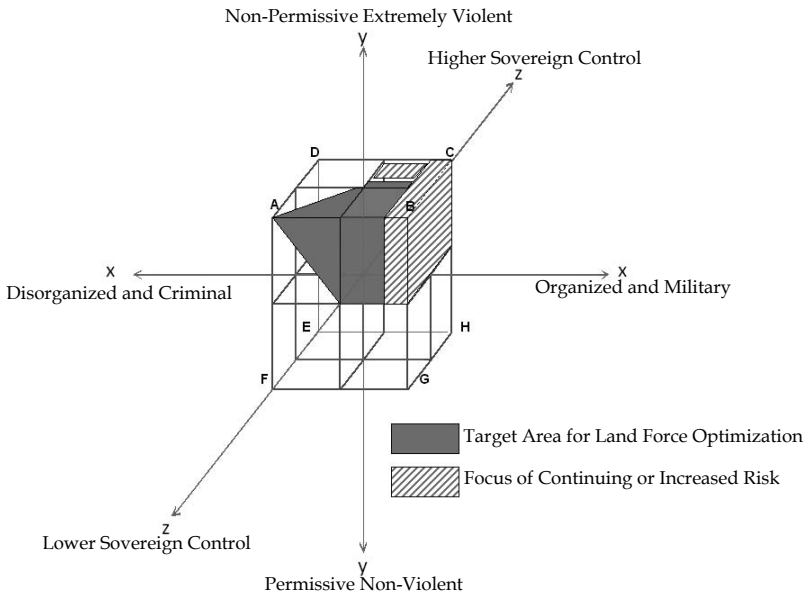 Non-Permissive Extremely Violent
y
Higher Sovereign Control
z
D
C
A
B
x
x
Disorganized and Criminal
Organized and Military
E
H
F
G
Target Area for Land Force Optimization
Focus of Continuing or Increased Risk
z
Lower Sovereign Control
y
Permissive Non-Violent